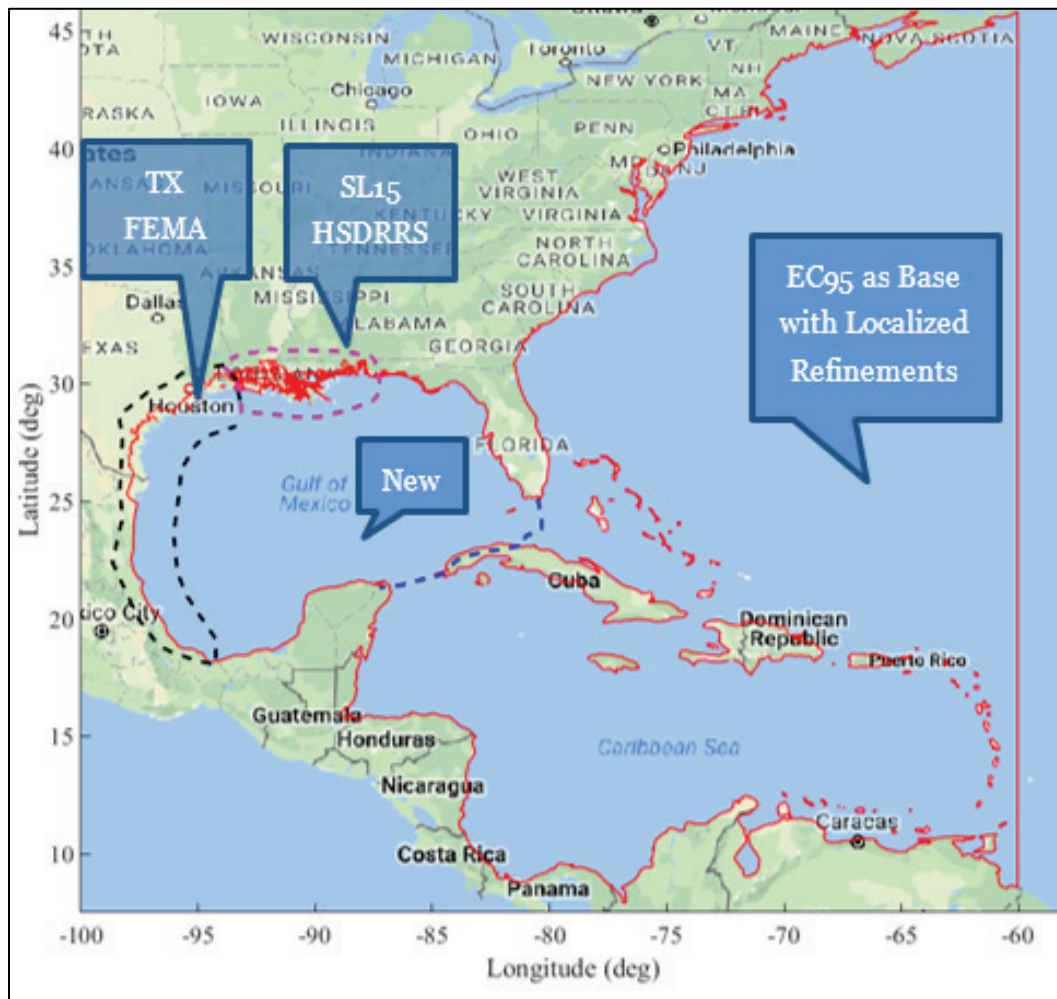 45
40
35
30
25
20
15
10
Latitude (deg)
-100
-95
-90
-85
-80
-75
-70
-65
-60
Longitude (deg)
TX
FEMA
SL15
HSDRRS
EC95 as Base
with Localized
Refinements
New
WISCONSIN
MICHIGAN
Toronto
VT
MAINE
NOVA SCOTIA
NH
NEW YORK
MA
Chicago
IOWA
ILLINOIS
OHIO
PENN
Philadelphia
NJ
WEST
VIRGINIA
VIRGINIA
NORTH
CAROLINA
SOUTH
CAROLINA
MISSISSIPPI
ALABAMA
GEORGIA
Dallas
Houston
FLORIDA
Gulf of
Mexico
Cuba
Dominican
Republic
Puerto Rico
Guatemala
Honduras
Nicaragua
Costa Rica
Panama
Caribbean Sea
Caracas